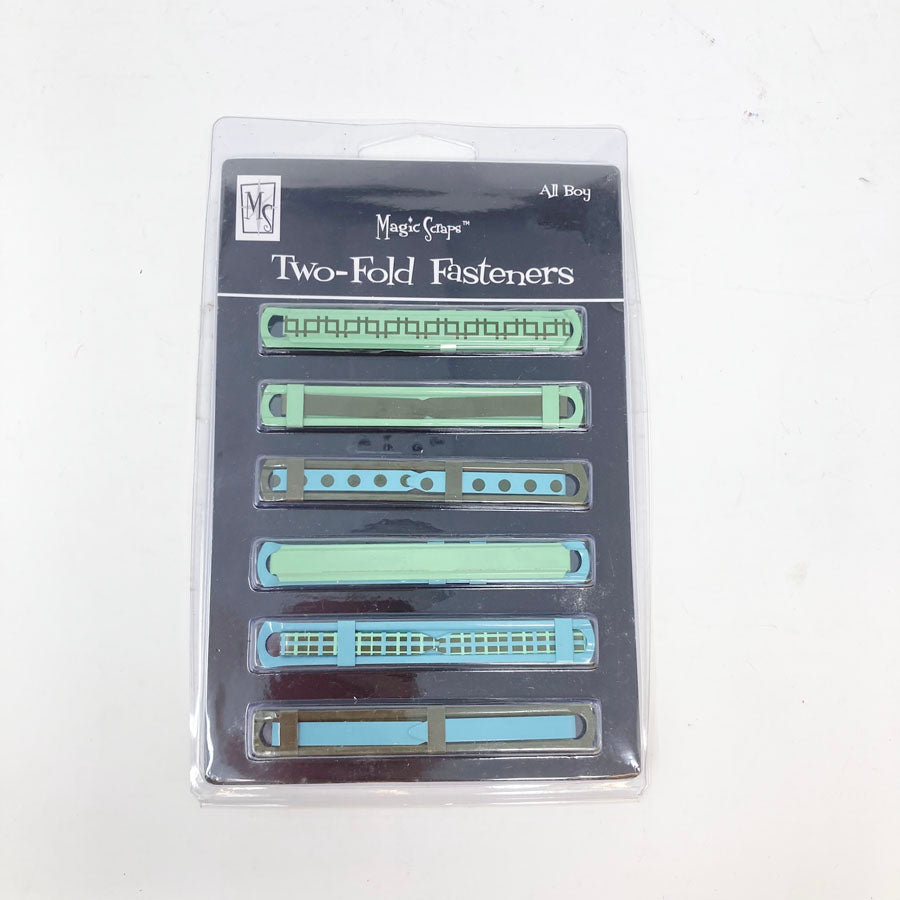 MS
All Boy
Magic Scraps™
Two-Fold Fasteners